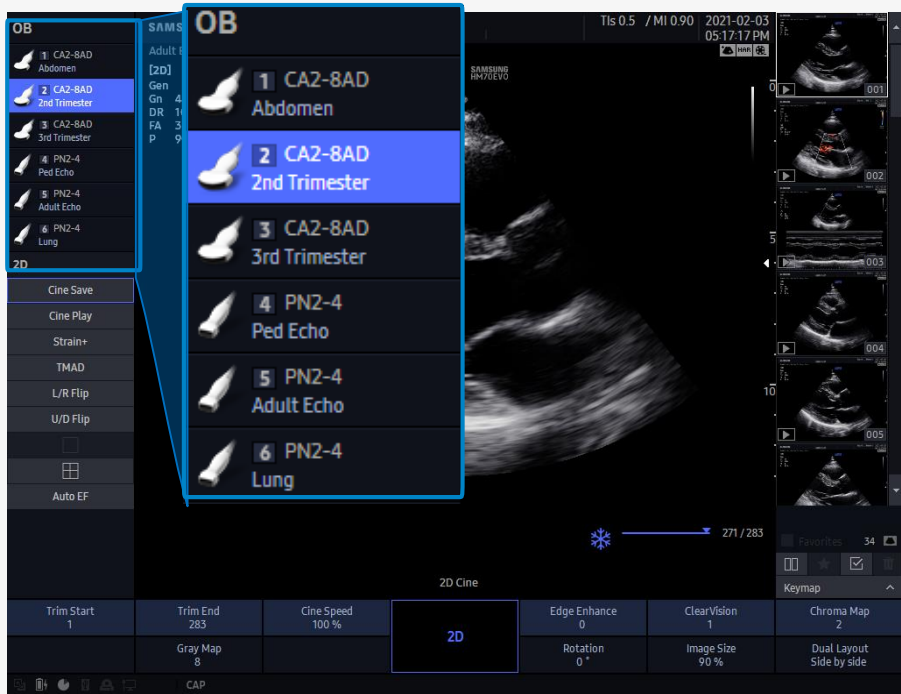 OB
1 CA2-8AD
Abdomen
2 CA2-8AD
2nd Trimester
3 CA2-8AD
3rd Trimester
4 PN2-4
Ped Echo
5 PN2-4
Adult Echo
6 PN2-4
Lung
2D
Cine Save
Cine Play
Strain+
TMAD
L/R Flip
U/D Flip
Auto EF
SAMS
Adult E
[2D]
Gen
Gn 4
DR 1
FA 3
P 9
OB
1 CA2-8AD
Abdomen
2 CA2-8AD
2nd Trimester
3 CA2-8AD
3rd Trimester
4 PN2-4
Ped Echo
5 PN2-4
Adult Echo
6 PN2-4
Lung
TIs 0.5 / MI 0.90
2021-02-03
05:17:17 PM
HAR
SAMSUNG
HM70EVO
0
5
10
271 / 283
2D Cine
001
002
003
004
005
Favorites 34
Keymap
Trim Start
1
Trim End
283
Cine Speed
100 %
2D
Edge Enhance
0
ClearVision
1
Chroma Map
2
Gray Map
8
Rotation
0 °
Image Size
90 %
Dual Layout
Side by side
CAP